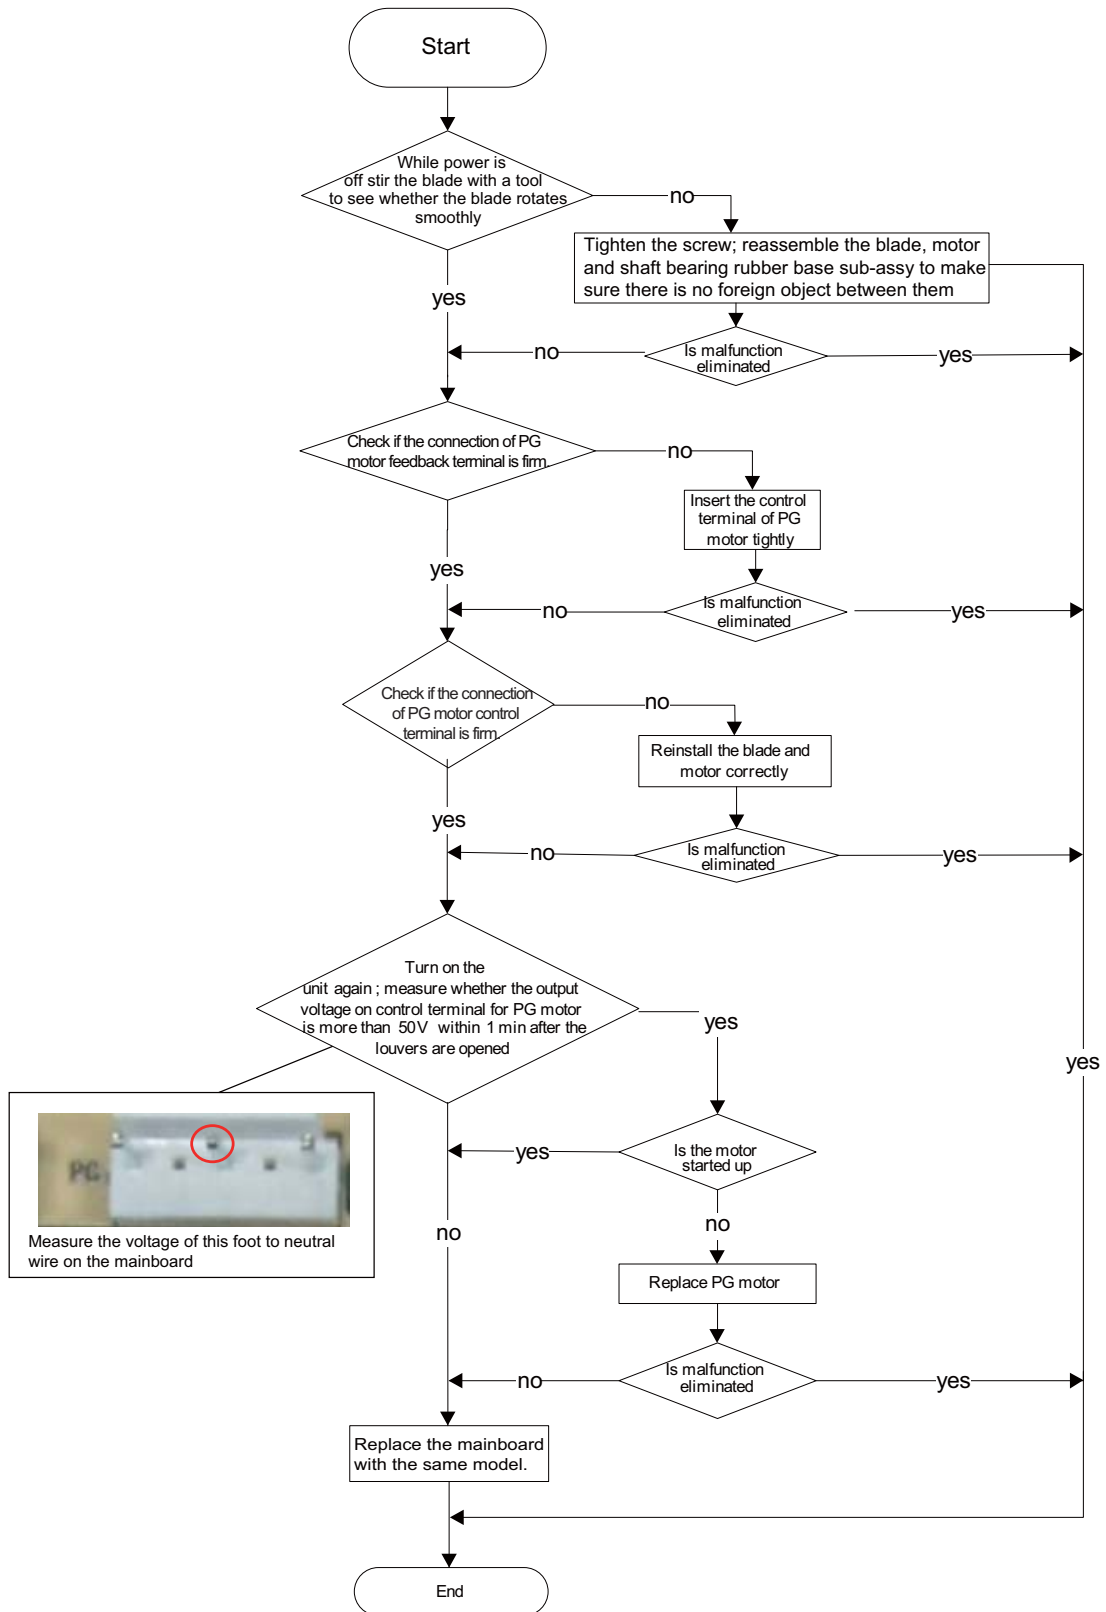 Start
While power is
off stir the blade with a tool
to see whether the blade rotates
smoothly
no
Tighten the screw; reassemble the blade, motor
and shaft bearing rubber base sub-assy to make
sure there is no foreign object between them
yes
no
Is malfunction
eliminated
yes
Check if the connection of PG
motor feedback terminal is firm.
no
Insert the control
terminal of PG
motor tightly
yes
no
Is malfunction
eliminated
yes
Check if the connection
of PG motor control
terminal is firm.
no
Reinstall the blade and
motor correctly
yes
no
Is malfunction
eliminated
yes
Turn on the
unit again ; measure whether the output
voltage on control terminal for PG motor
is more than 50V within 1 min after the
louvers are opened
yes
yes
PG
Measure the voltage of this foot to neutral
wire on the mainboard
yes
Is the motor
started up
no
no
Replace PG motor
no
Is malfunction
eliminated
yes
Replace the mainboard
with the same model.
End